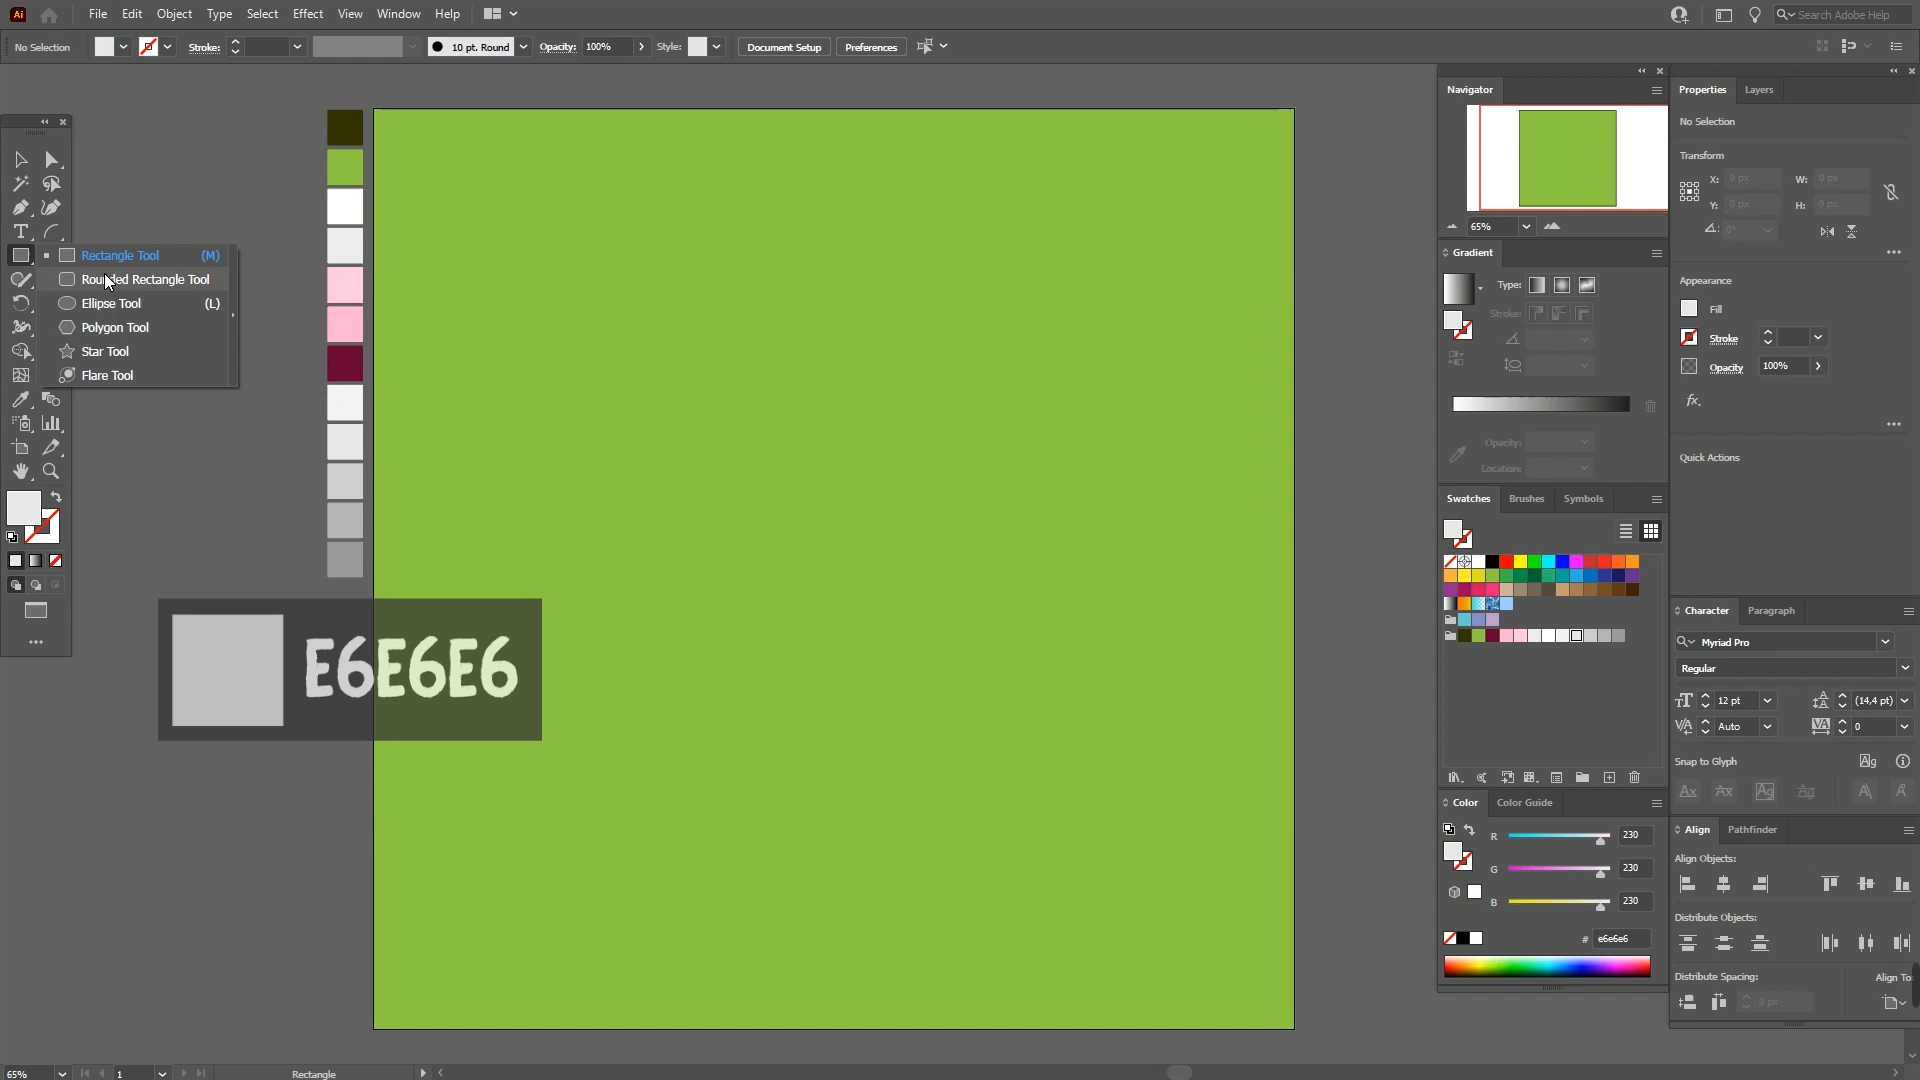 Ai File Edit Object Type Select Effect View Window Help Search Adobe Help
No Selection Stroke: 10 pt. Round Opacity: 100% Style: Document Setup Preferences
Navigator
65%
Gradient
Type:
Stroke:
Opacity:
Location:
Swatches Brushes Symbols
Color Color Guide
R 230
G 230
B 230
# e6e6e6
Properties Layers
No Selection
Transform
X: 0 px W: 0 px
Y: 0 px H: 0 px
0°
Appearance
Fill
Stroke
Opacity 100%
fx.
Quick Actions
Character Paragraph
Myriad Pro
Regular
12 pt (14,4 pt)
Auto 0
Snap to Glyph
Align Pathfinder
Align Objects:
Distribute Objects:
Distribute Spacing: Align To:
0 px
Rectangle Tool (M)
Rounded Rectangle Tool
Ellipse Tool (L)
Polygon Tool
Star Tool
Flare Tool
E6E6E6
65% 1 Rectangle